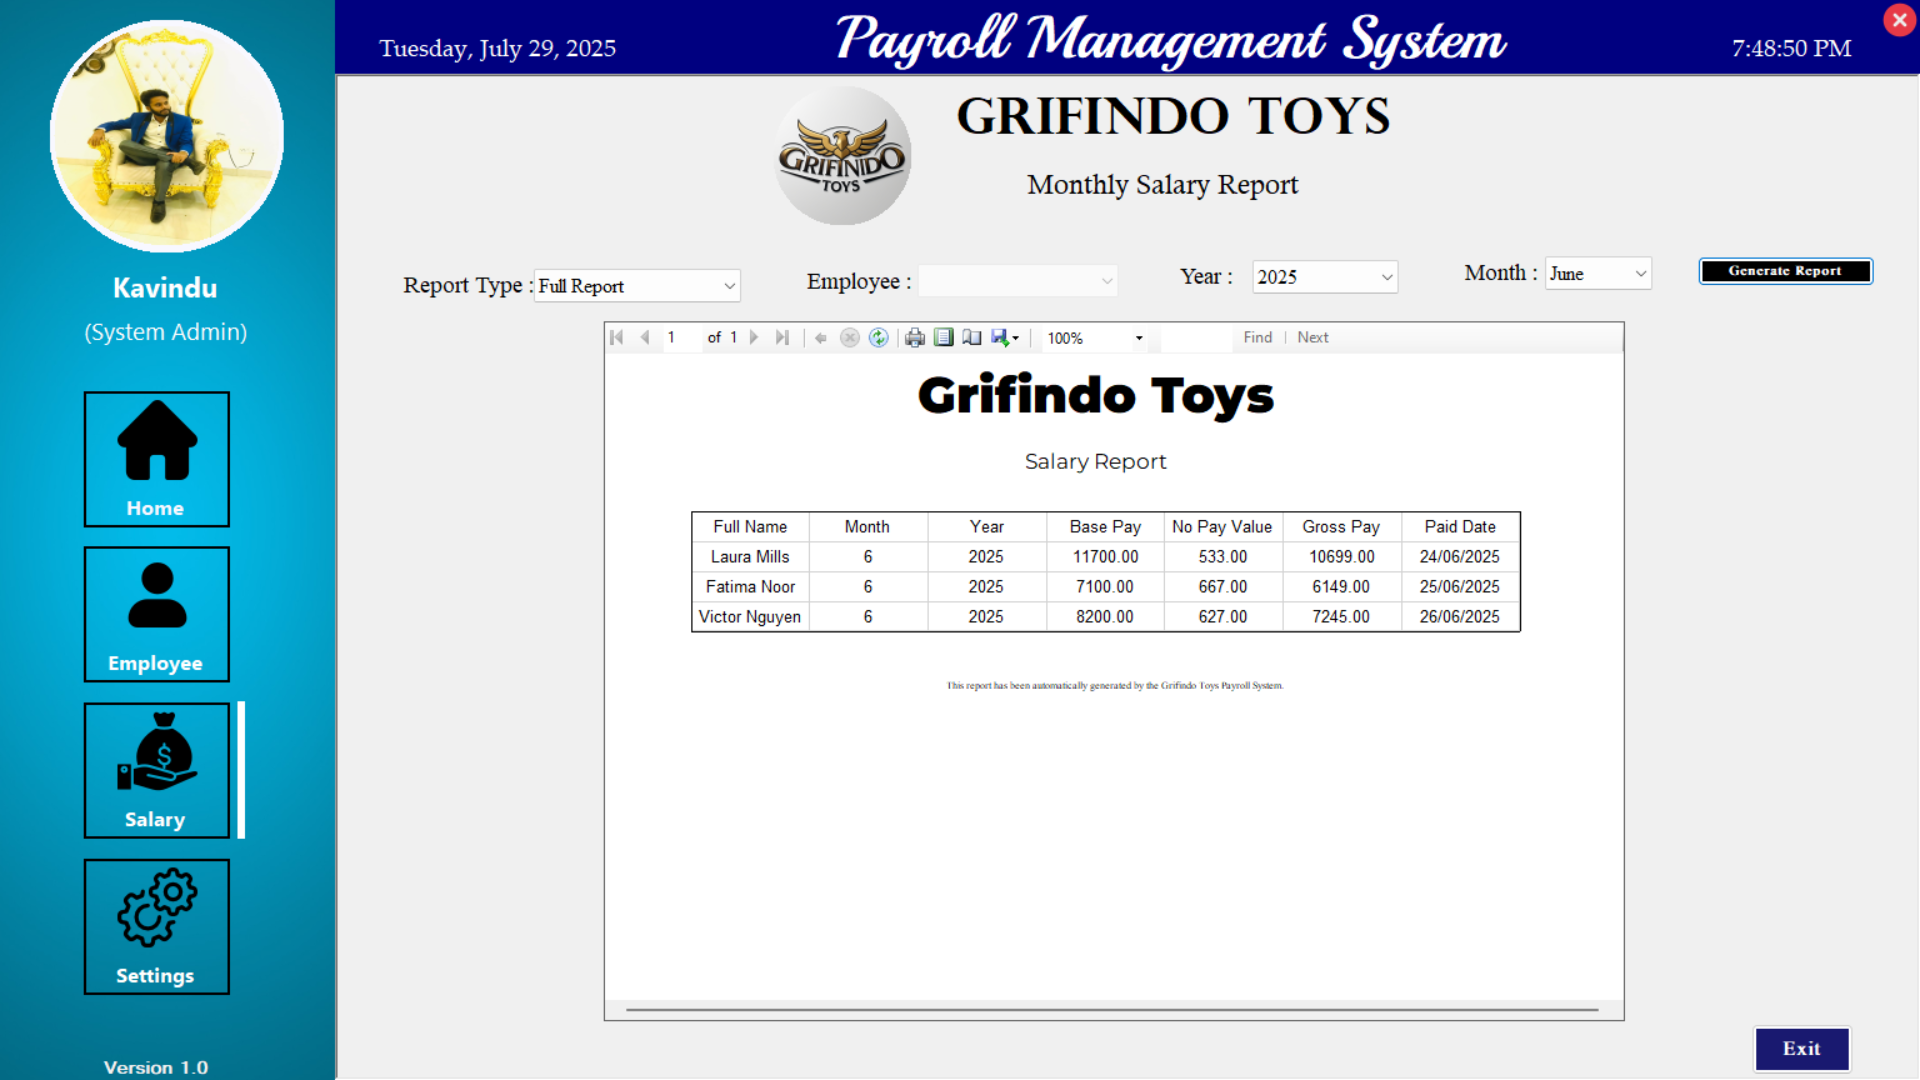 Kavindu
(System Admin)
Home
Employee
Salary
Settings
Version 1.0
Tuesday, July 29, 2025
Payroll Management System
7:48:50 PM
GRIFINIDO
TOYS
GRIFINDO TOYS
Monthly Salary Report
Report Type : Full Report Employee : Year : 2025 Month : June Generate Report
1 of 1 100% Find Next
Grifindo Toys
Salary Report
Full Name Month Year Base Pay No Pay Value Gross Pay Paid Date
Laura Mills 6 2025 11700.00 533.00 10699.00 24/06/2025
Fatima Noor 6 2025 7100.00 667.00 6149.00 25/06/2025
Victor Nguyen 6 2025 8200.00 627.00 7245.00 26/06/2025
This report has been automatically generated by the Grifindo Toys Payroll System.
Exit